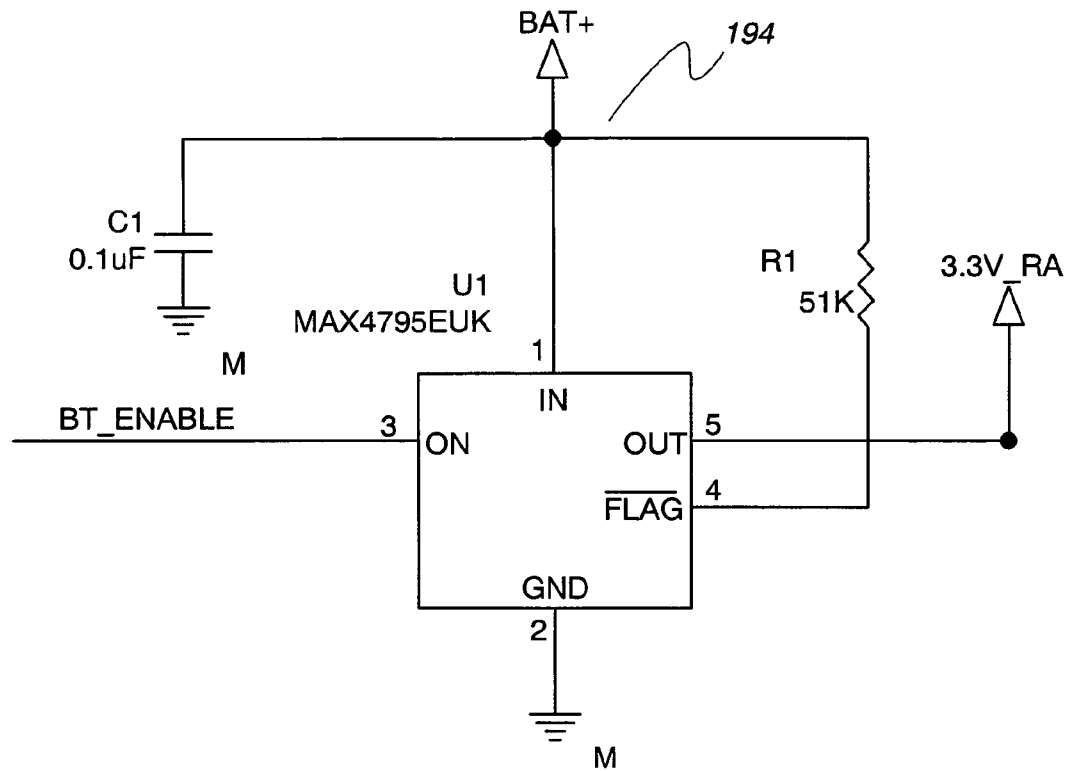 BAT+
194
C1
0.1uF
M
U1
MAX4795EUK
R1
51K
3.3V_RA
1
IN
BT_ENABLE
3
ON
OUT
5
FLAG
4
GND
2
M